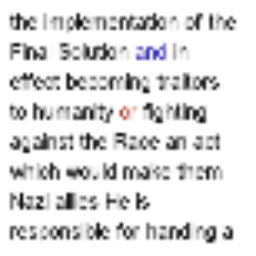 the implementation of the
Final Solution and in
effect becoming traitors
to humanity or fighting
against the Race an act
which would make them
Nazi allies He is
responsible for handing a